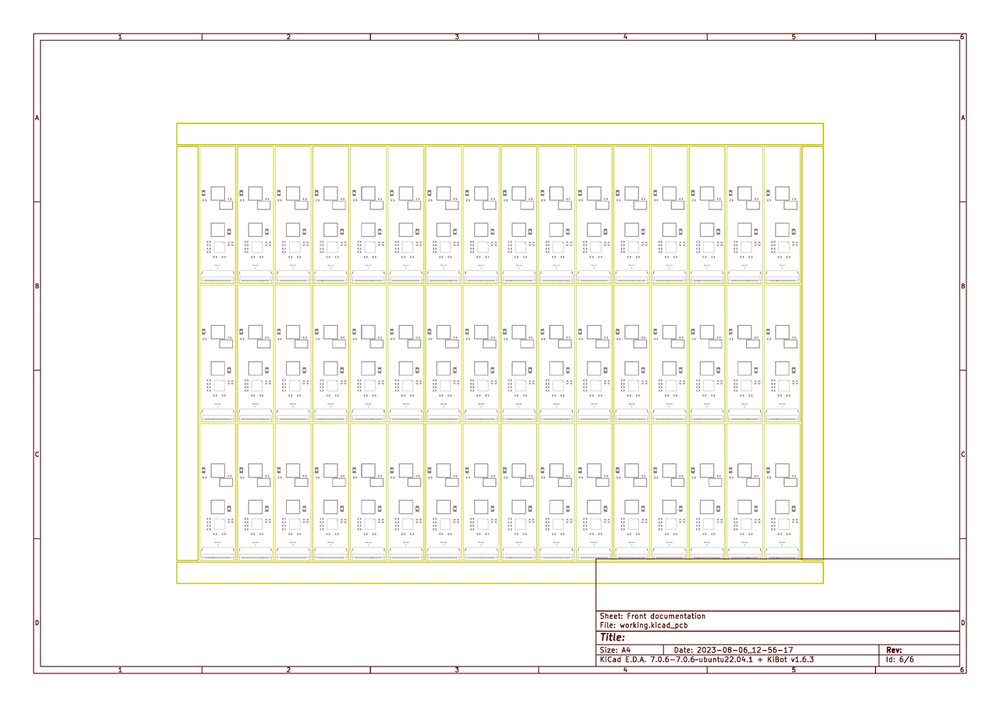 1 2 3 4 5 6
A A
B B
C C
Sheet: Front documentation
File: working.kicad_pcb
D D
Title:
Size: A4 Date: 2023-08-06_12-56-17 Rev:
KiCad E.D.A. 7.0.6-7.0.6-ubuntu22.04.1 + KiBot v1.6.3 Id: 6/6
1 2 3 4 5 6